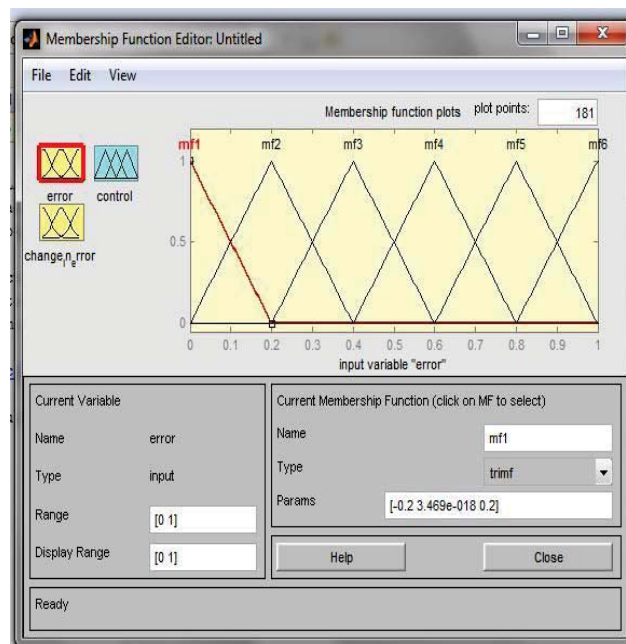 Membership Function Editor: Untitled
File Edit View
Membership function plots plot points: 181
mf1 mf2 mf3 mf4 mf5 mf6
error control
change_in_error
1
0.5
0
0 0.1 0.2 0.3 0.4 0.5 0.6 0.7 0.8 0.9 1
input variable "error"
Current Variable
Name error
Type input
Range [0 1]
Display Range [0 1]
Current Membership Function (click on MF to select)
Name mf1
Type trimf
Params [-0.2 3.469e-018 0.2]
Help Close
Ready